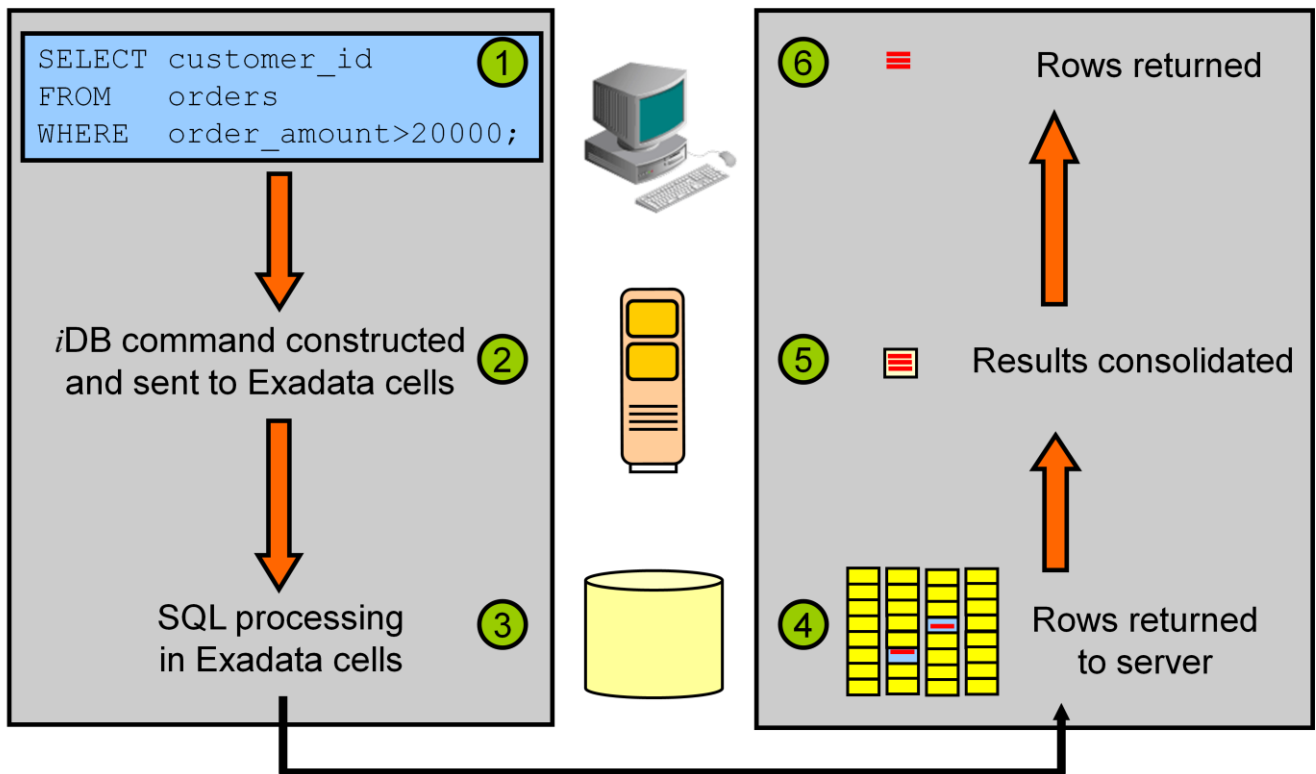 SELECT customer_id
FROM orders
WHERE order_amount>20000;
1
iDB command constructed
and sent to Exadata cells
2
SQL processing
in Exadata cells
3
4
Rows returned
to server
5
Results consolidated
6
Rows returned